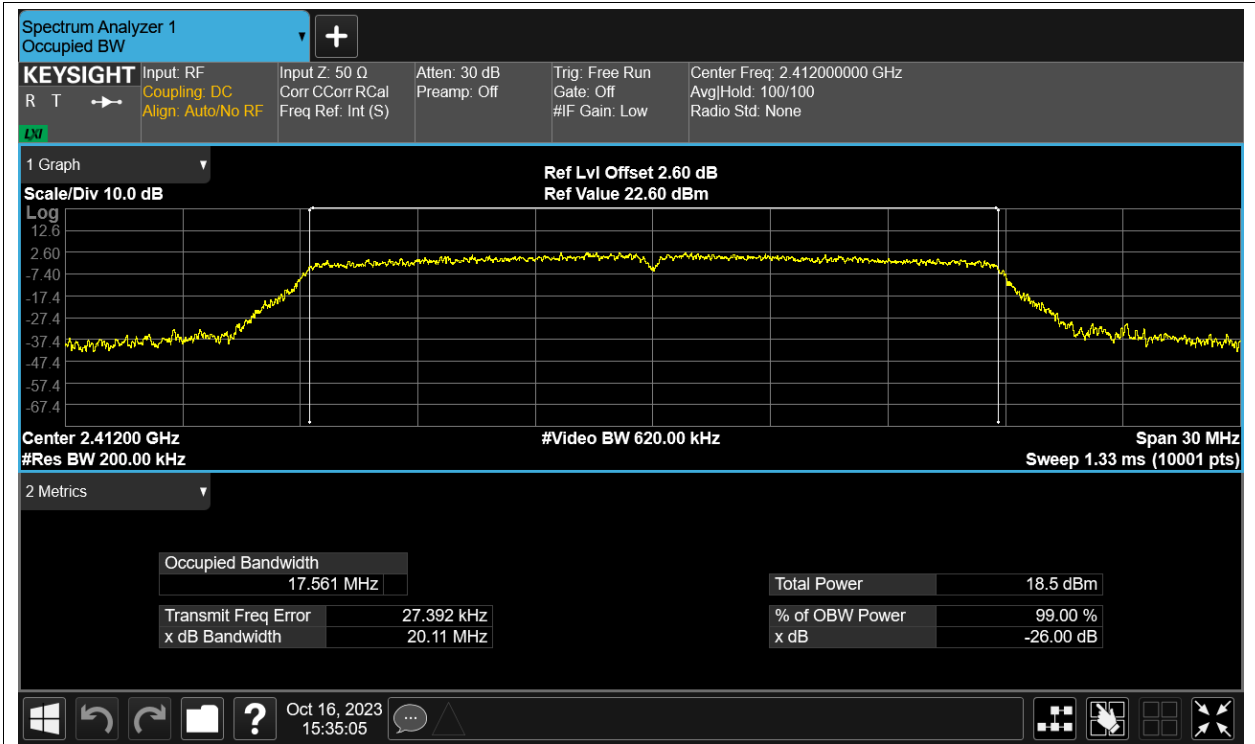 Spectrum Analyzer 1
Occupied BW
KEYSIGHT
R T
LXI
Input: RF
Coupling: DC
Align: Auto/No RF
Input Z: 50 Ω
Corr CCorr RCal
Freq Ref: Int (S)
Atten: 30 dB
Preamp: Off
Trig: Free Run
Gate: Off
#IF Gain: Low
Center Freq: 2.412000000 GHz
Avg|Hold: 100/100
Radio Std: None
1 Graph
Scale/Div 10.0 dB
Ref Lvl Offset 2.60 dB
Ref Value 22.60 dBm
Log
12.6
2.60
-7.40
-17.4
-27.4
-37.4
-47.4
-57.4
-67.4
Center 2.41200 GHz
#Video BW 620.00 kHz
Span 30 MHz
#Res BW 200.00 kHz
Sweep 1.33 ms (10001 pts)
2 Metrics
Occupied Bandwidth
17.561 MHz
Transmit Freq Error 27.392 kHz
x dB Bandwidth 20.11 MHz
Total Power 18.5 dBm
% of OBW Power 99.00 %
x dB -26.00 dB
?
Oct 16, 2023
15:35:05